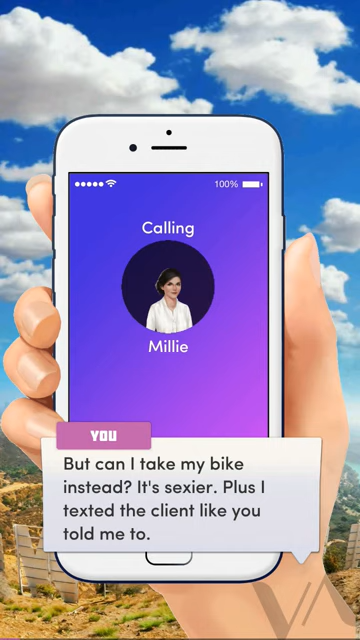 100%
Calling
Millie
YOU
But can I take my bike
instead? It's sexier. Plus I
texted the client like you
told me to.